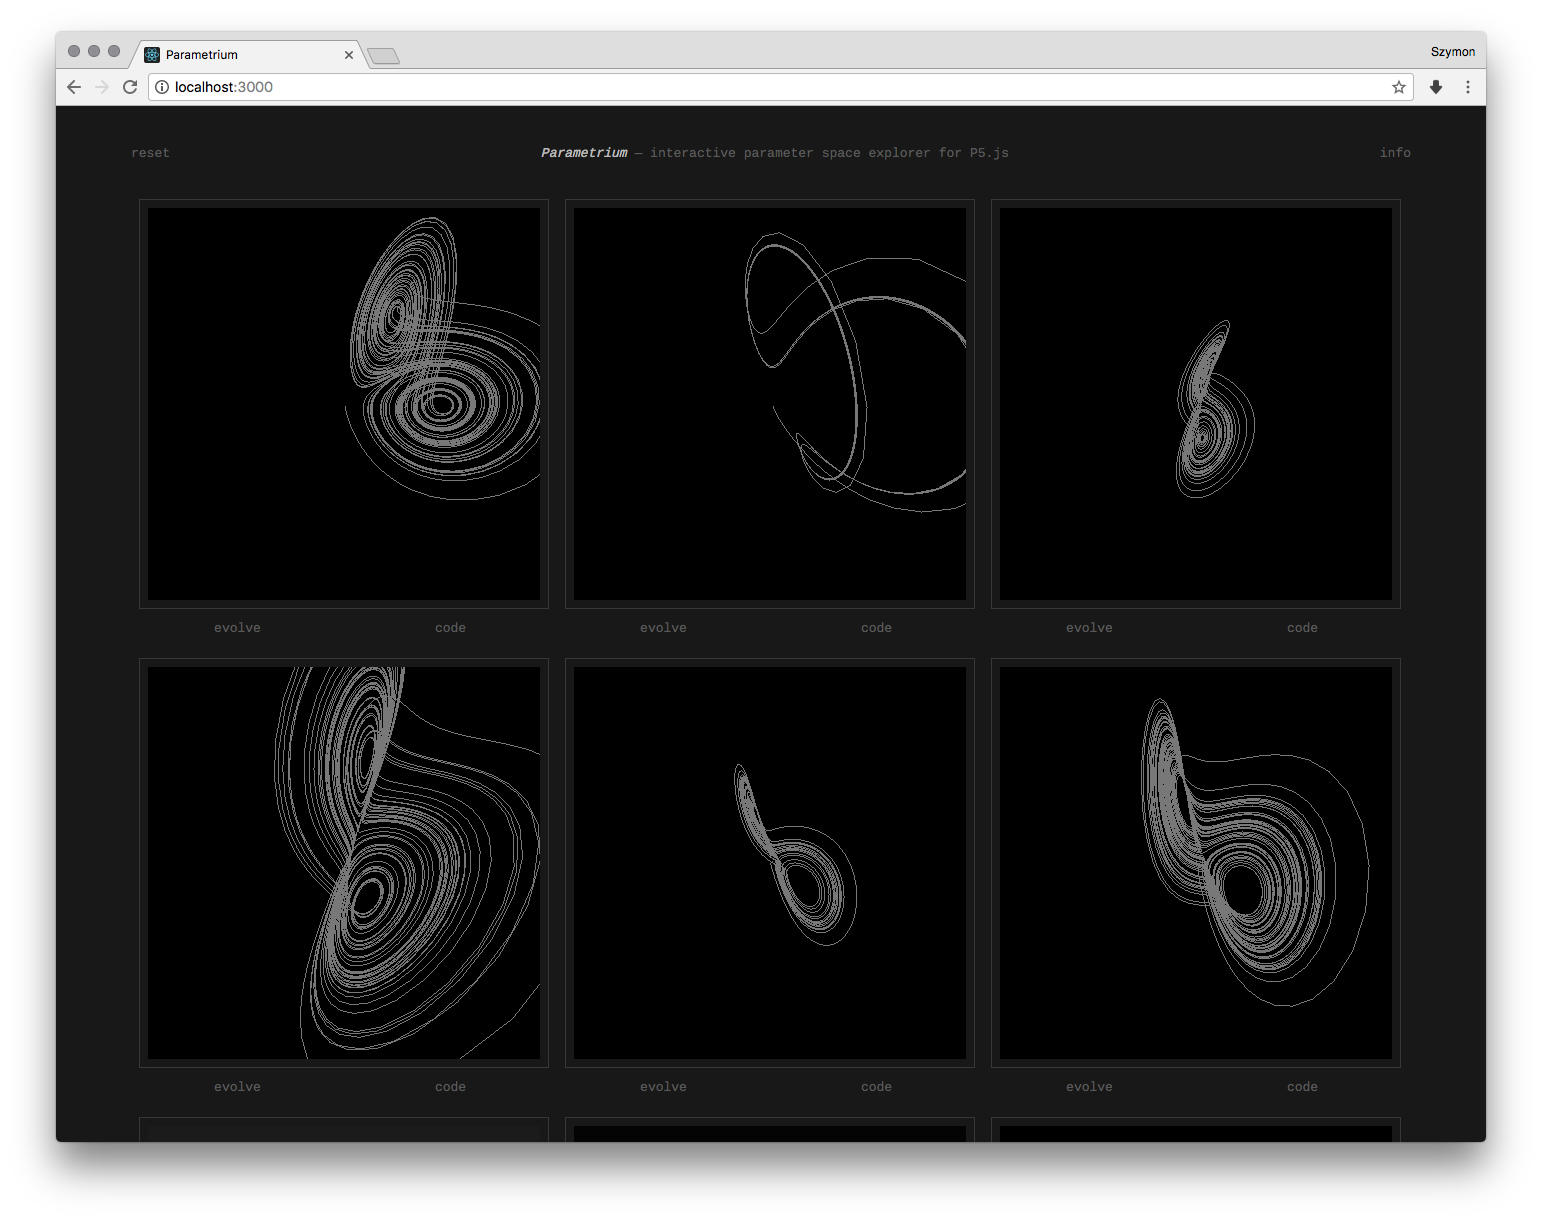 Parametrium
Szymon
localhost:3000
reset
Parametrium — interactive parameter space explorer for P5.js
info
evolve code evolve code evolve code
evolve code evolve code evolve code